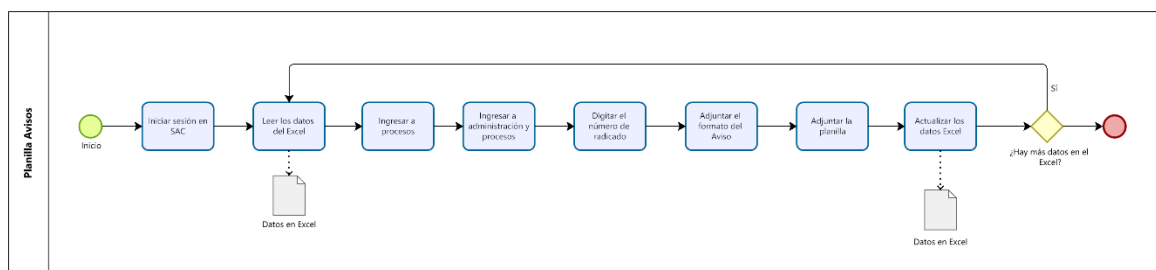 Planilla Avisos
Inicio
Iniciar sesión en
SAC
Leer los datos
del Excel
Datos en Excel
Ingresar a
procesos
Ingresar a
administración y
procesos
Digitar el
número de
radicado
Adjuntar el
formato del
Aviso
Adjuntar la
planilla
Actualizar los
datos Excel
Datos en Excel
Sí
¿Hay más datos en el
Excel?